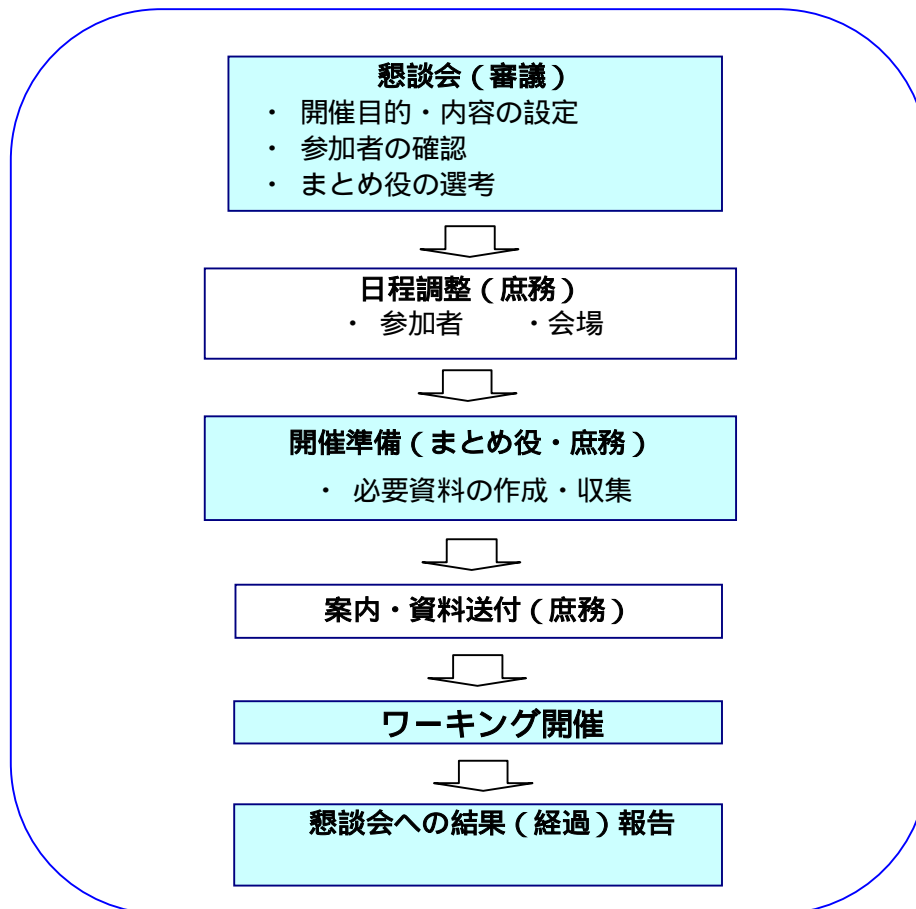 懇談会（審議）
・ 開催目的・内容の設定
・ 参加者の確認
・ まとめ役の選考
日程調整（庶務）
・ 参加者 ・会場
開催準備（まとめ役・庶務）
・ 必要資料の作成・収集
案内・資料送付（庶務）
ワーキング開催
懇談会への結果（経過）報告